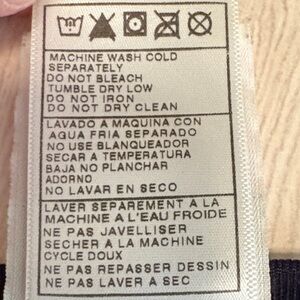 MACHINE WASH COLD
SEPARATELY
DO NOT BLEACH
TUMBLE DRY LOW
DO NOT IRON
DO NOT DRY CLEAN
LAVADO A MAQUINA CON
AGUA FRIA SEPARADO
NO USE BLANQUEADOR
SECAR A TEMPERATURA
BAJA NO PLANCHAR
ADORNO
NO LAVAR EN SECO
LAVER SEPAREMENT A LA
MACHINE A L'EAU FROIDE
NE PAS JAVELLISER
SECHER A LA MACHINE
CYCLE DOUX
NE PAS REPASSER DESSIN
NE PAS LAVER A SEC